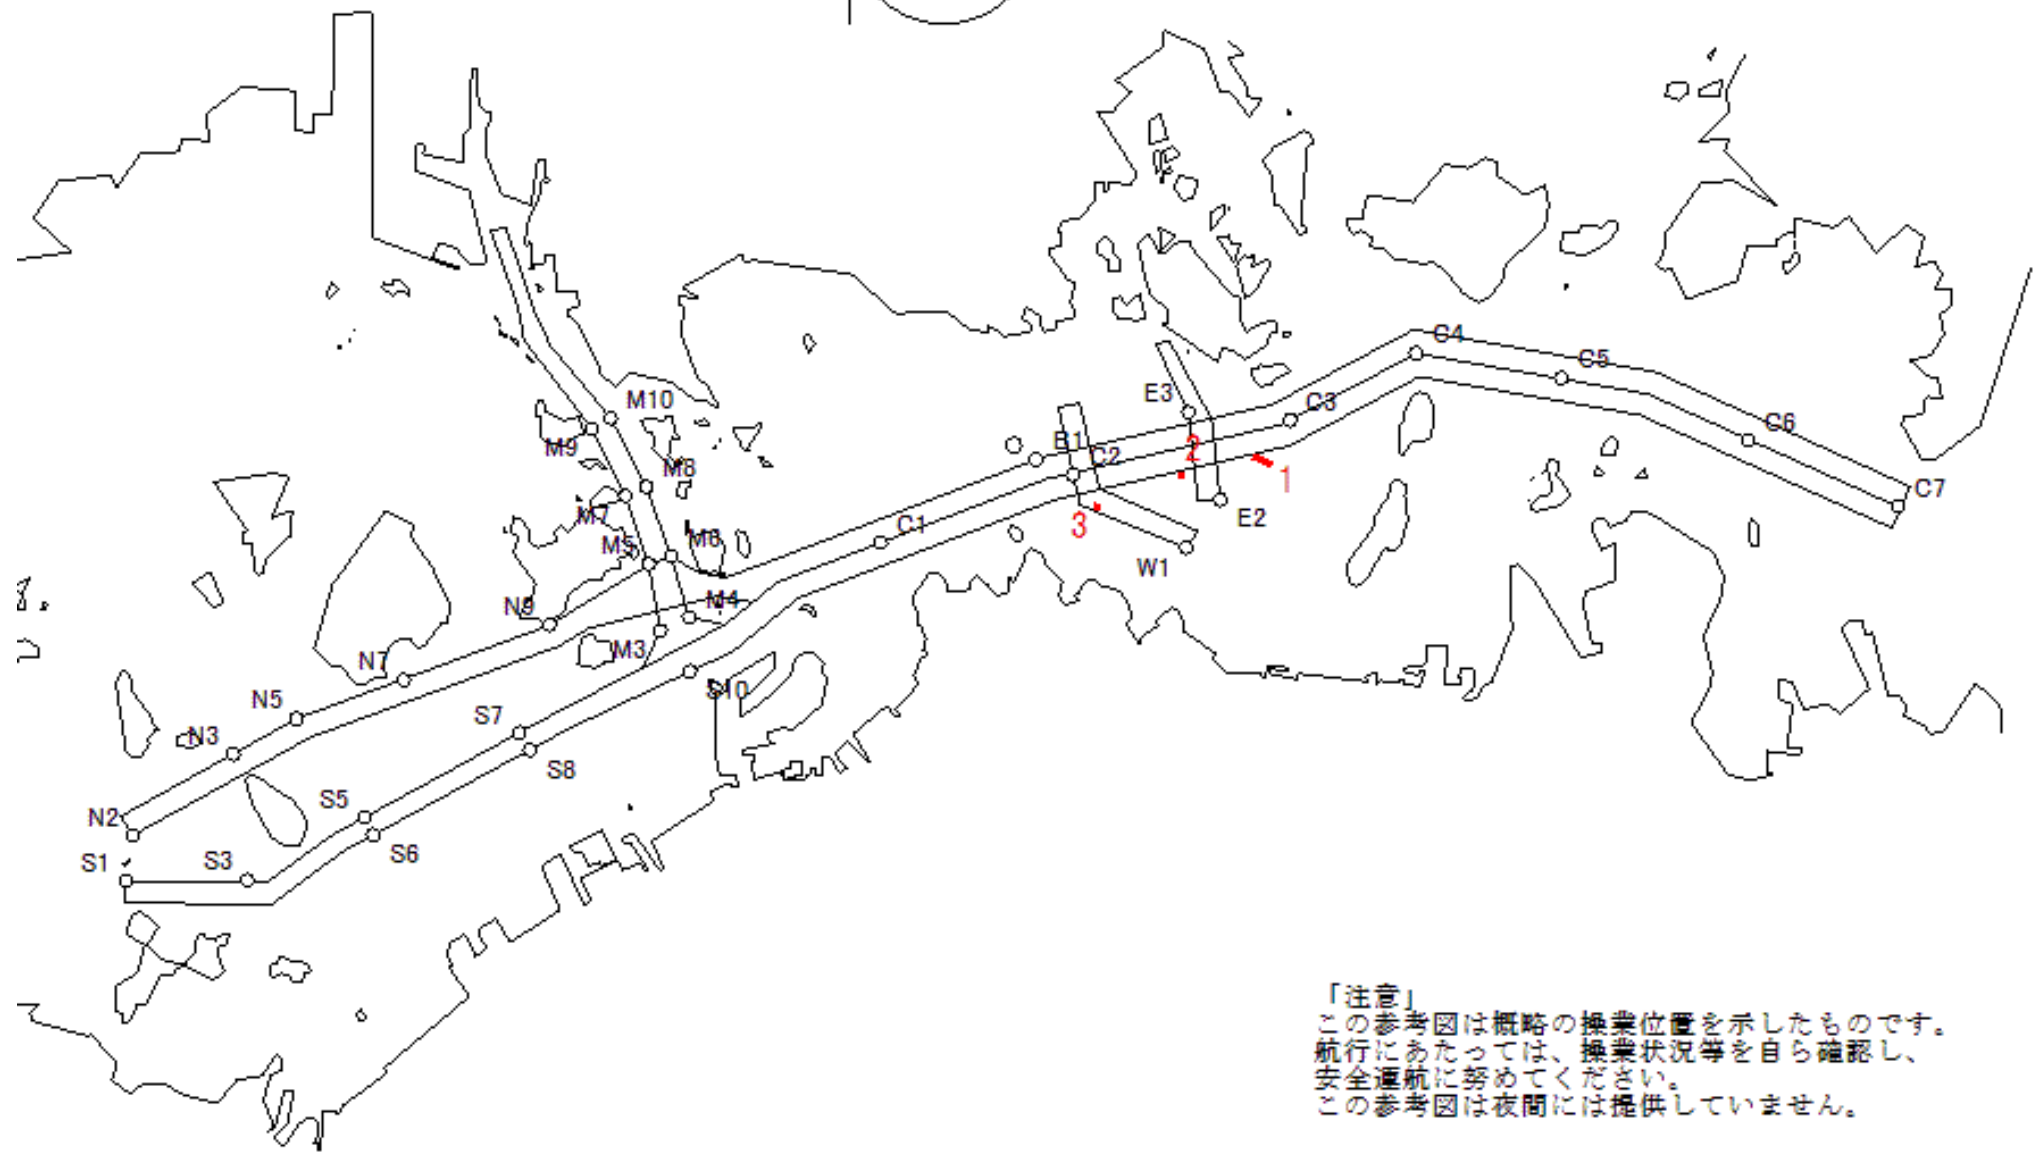 C4
C5
M10
E3
C3
M9
C6
B1
2
C2
M8
1
C7
M7
E2
3
C1
M5
M6
W1
N9
M4
M3
N7
S10
N5
S7
N3
S8
S5
N2
S6
S1
S3
「注意」
この参考図は概略の操業位置を示したものです。
航行にあたっては、操業状況等を自ら確認し、
安全運航に努めてください。
この参考図は夜間には提供していません。